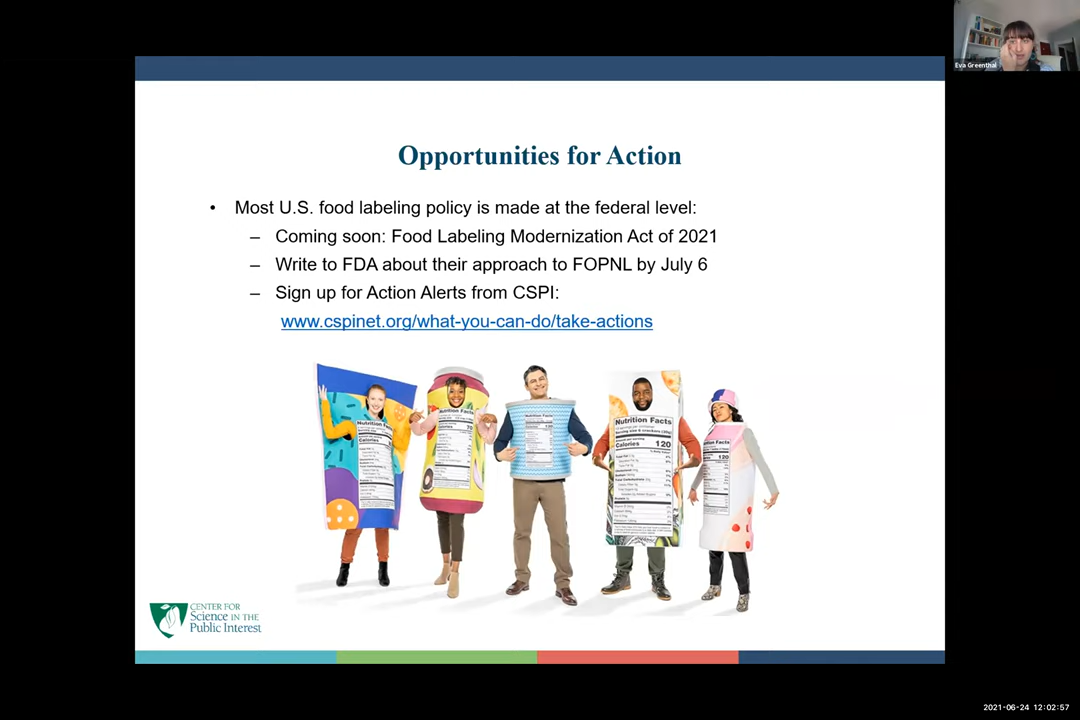 Eva Greenthal
Opportunities for Action
• Most U.S. food labeling policy is made at the federal level:
– Coming soon: Food Labeling Modernization Act of 2021
– Write to FDA about their approach to FOPNL by July 6
– Sign up for Action Alerts from CSPI:
www.cspinet.org/what-you-can-do/take-actions
Nutrition Facts
Calories
Nutrition Facts
70
Nutrition Facts
Nutrition Facts
Calories 120
Nutrition Facts
120
CENTER FOR
Science IN THE
Public Interest
2021-06-24 12:02:57